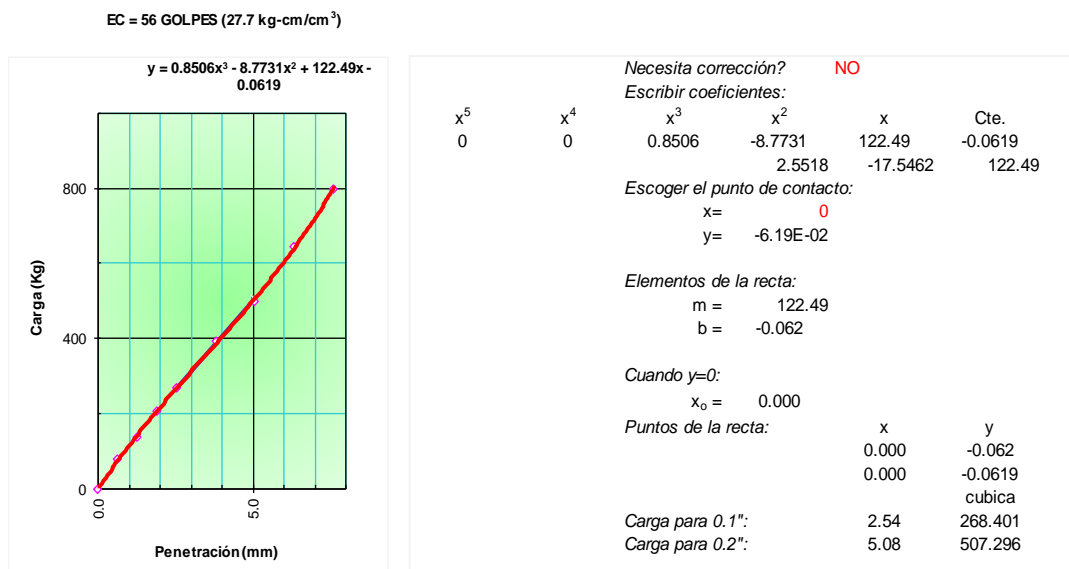 EC = 56 GOLPES (27.7 kg-cm/cm³)
y = 0.8506x³ - 8.7731x² + 122.49x -
0.0619
800
400
0
Carga (Kg)
0.0
5.0
Penetración (mm)
Necesita corrección? NO
Escribir coeficientes:
x⁵ x⁴ x³ x² x Cte.
0 0 0.8506 -8.7731 122.49 -0.0619
2.5518 -17.5462 122.49
Escoger el punto de contacto:
x= 0
y= -6.19E-02
Elementos de la recta:
m = 122.49
b = -0.062
Cuando y=0:
x₀ = 0.000
Puntos de la recta: x y
0.000 -0.062
0.000 -0.0619
cubica
Carga para 0.1": 2.54 268.401
Carga para 0.2": 5.08 507.296